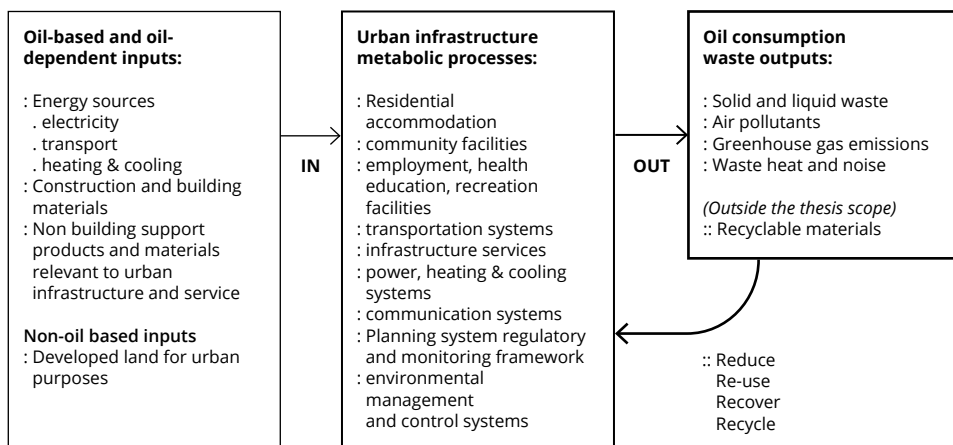 Oil-based and oil-
dependent inputs:
: Energy sources
. electricity
. transport
. heating & cooling
: Construction and building
materials
: Non building support
products and materials
relevant to urban
infrastructure and service
Non-oil based inputs
: Developed land for urban
purposes
IN
Urban infrastructure
metabolic processes:
: Residential
accommodation
: community facilities
: employment, health
education, recreation
facilities
: transportation systems
: infrastructure services
: power, heating & cooling
systems
: communication systems
: Planning system regulatory
and monitoring framework
: environmental
management
and control systems
OUT
Oil consumption
waste outputs:
: Solid and liquid waste
: Air pollutants
: Greenhouse gas emissions
: Waste heat and noise
(Outside the thesis scope)
:: Recyclable materials
:: Reduce
Re-use
Recover
Recycle